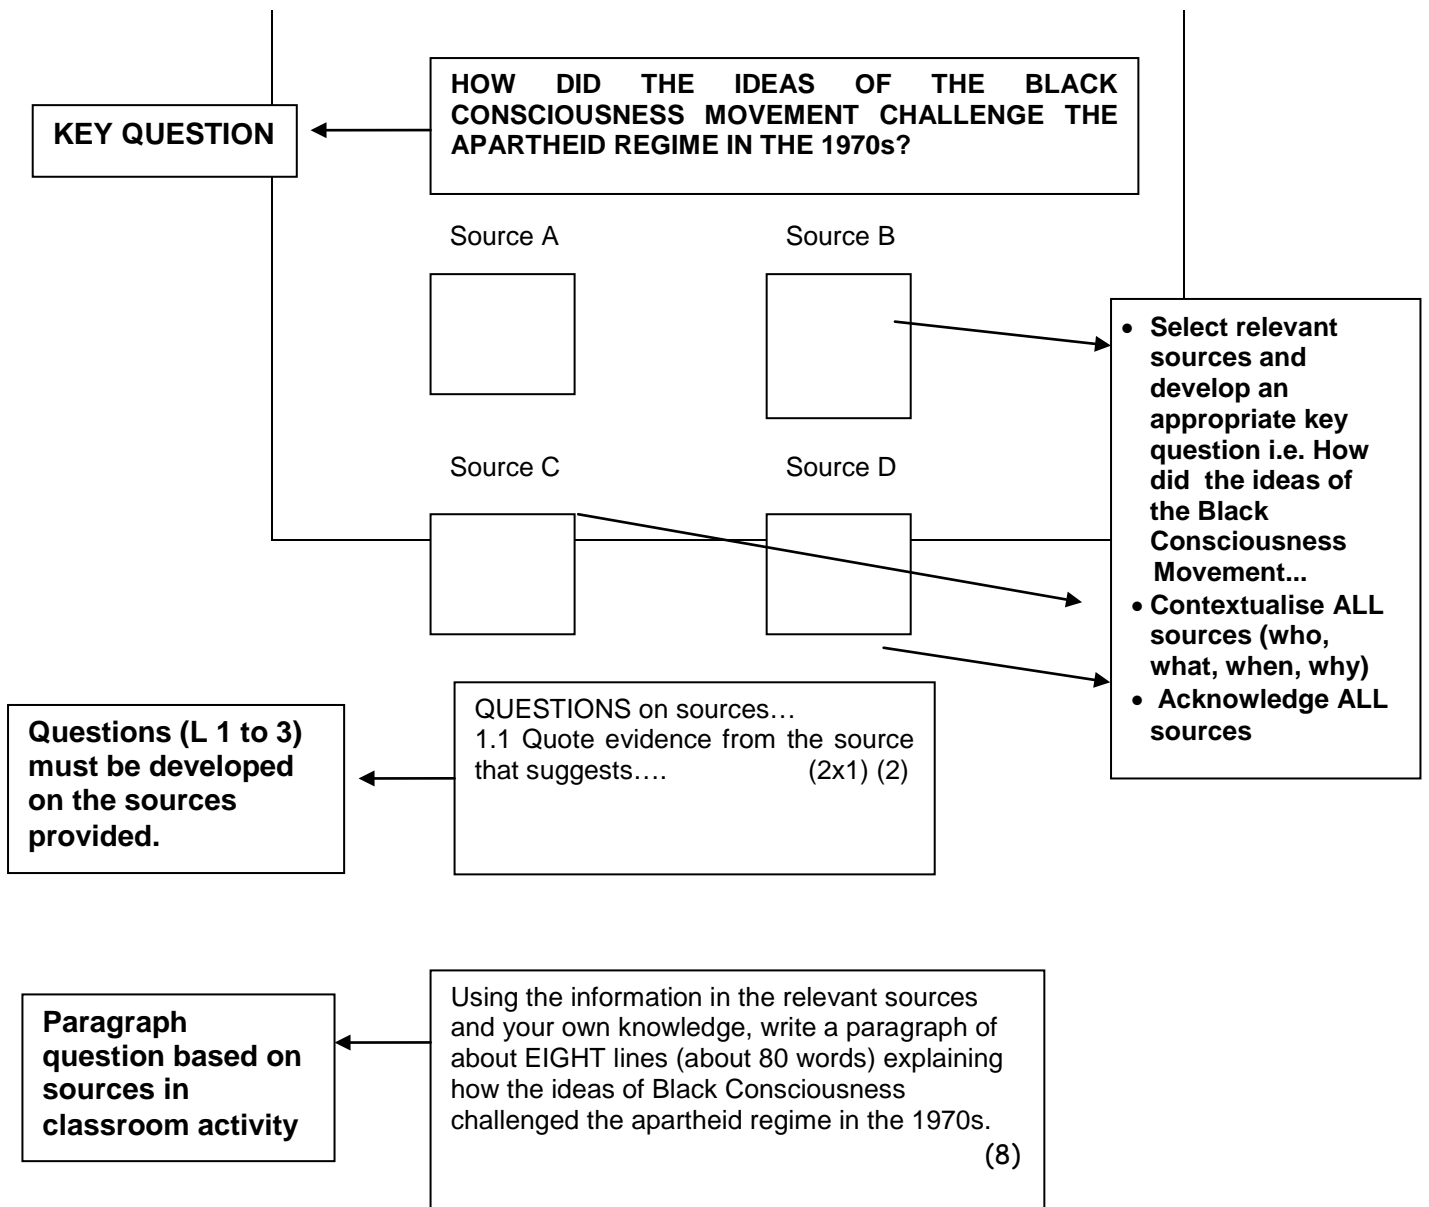 HOW DID THE IDEAS OF THE BLACK
CONSCIOUSNESS MOVEMENT CHALLENGE THE
APARTHEID REGIME IN THE 1970s?
KEY QUESTION
Source A
Source B
Source C
Source D
• Select relevant
sources and
develop an
appropriate key
question i.e. How
did the ideas of
the Black
Consciousness
Movement...
• Contextualise ALL
sources (who,
what, when, why)
• Acknowledge ALL
sources
Questions (L 1 to 3)
must be developed
on the sources
provided.
QUESTIONS on sources…
1.1 Quote evidence from the source
that suggests…. (2x1) (2)
Paragraph
question based on
sources in
classroom activity
Using the information in the relevant sources
and your own knowledge, write a paragraph of
about EIGHT lines (about 80 words) explaining
how the ideas of Black Consciousness
challenged the apartheid regime in the 1970s.
(8)